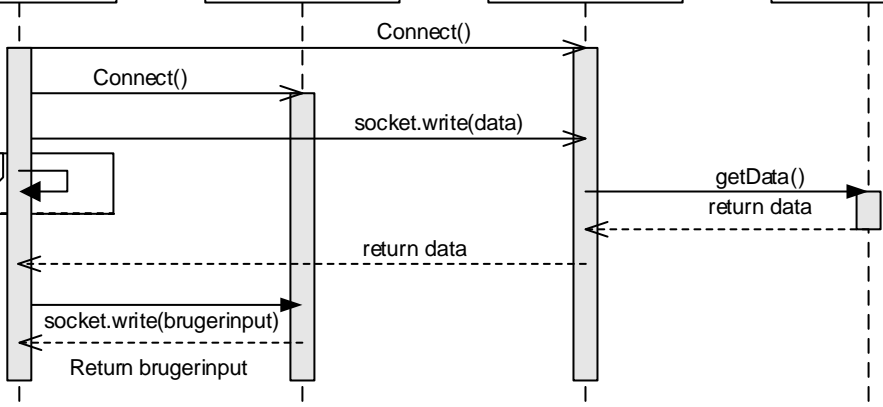 Connect()
Connect()
socket.write(data)
getData()
return data
return data
socket.write(brugerinput)
Return brugerinput